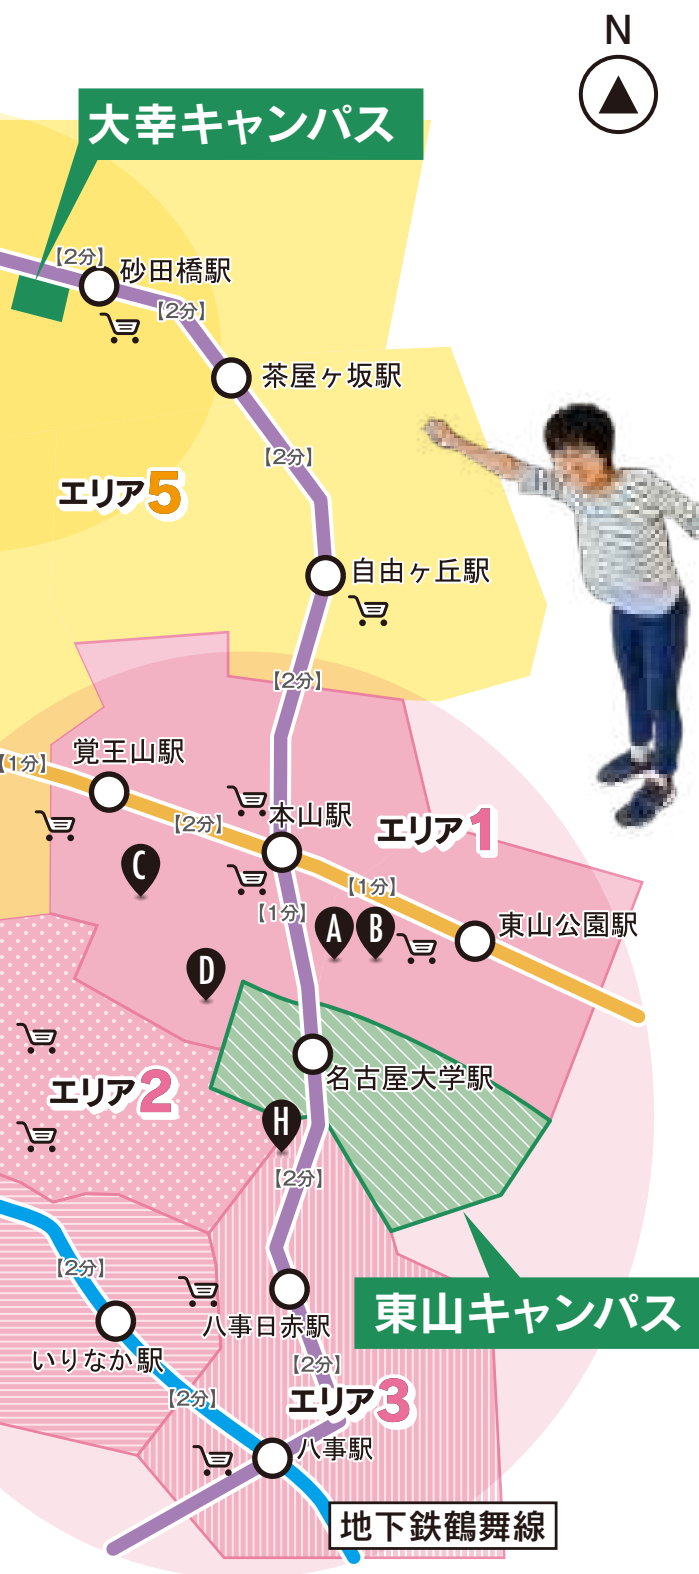 N
大幸キャンパス
【2分】
砂田橋駅
【2分】
茶屋ヶ坂駅
【2分】
エリア5
自由ヶ丘駅
【2分】
覚王山駅
【1分】
本山駅
【2分】
エリア1
C
【1分】
【1分】
A
B
東山公園駅
D
名古屋大学駅
エリア2
H
【2分】
【2分】
東山キャンパス
八事日赤駅
いりなか駅
【2分】
【2分】
エリア3
八事駅
地下鉄鶴舞線